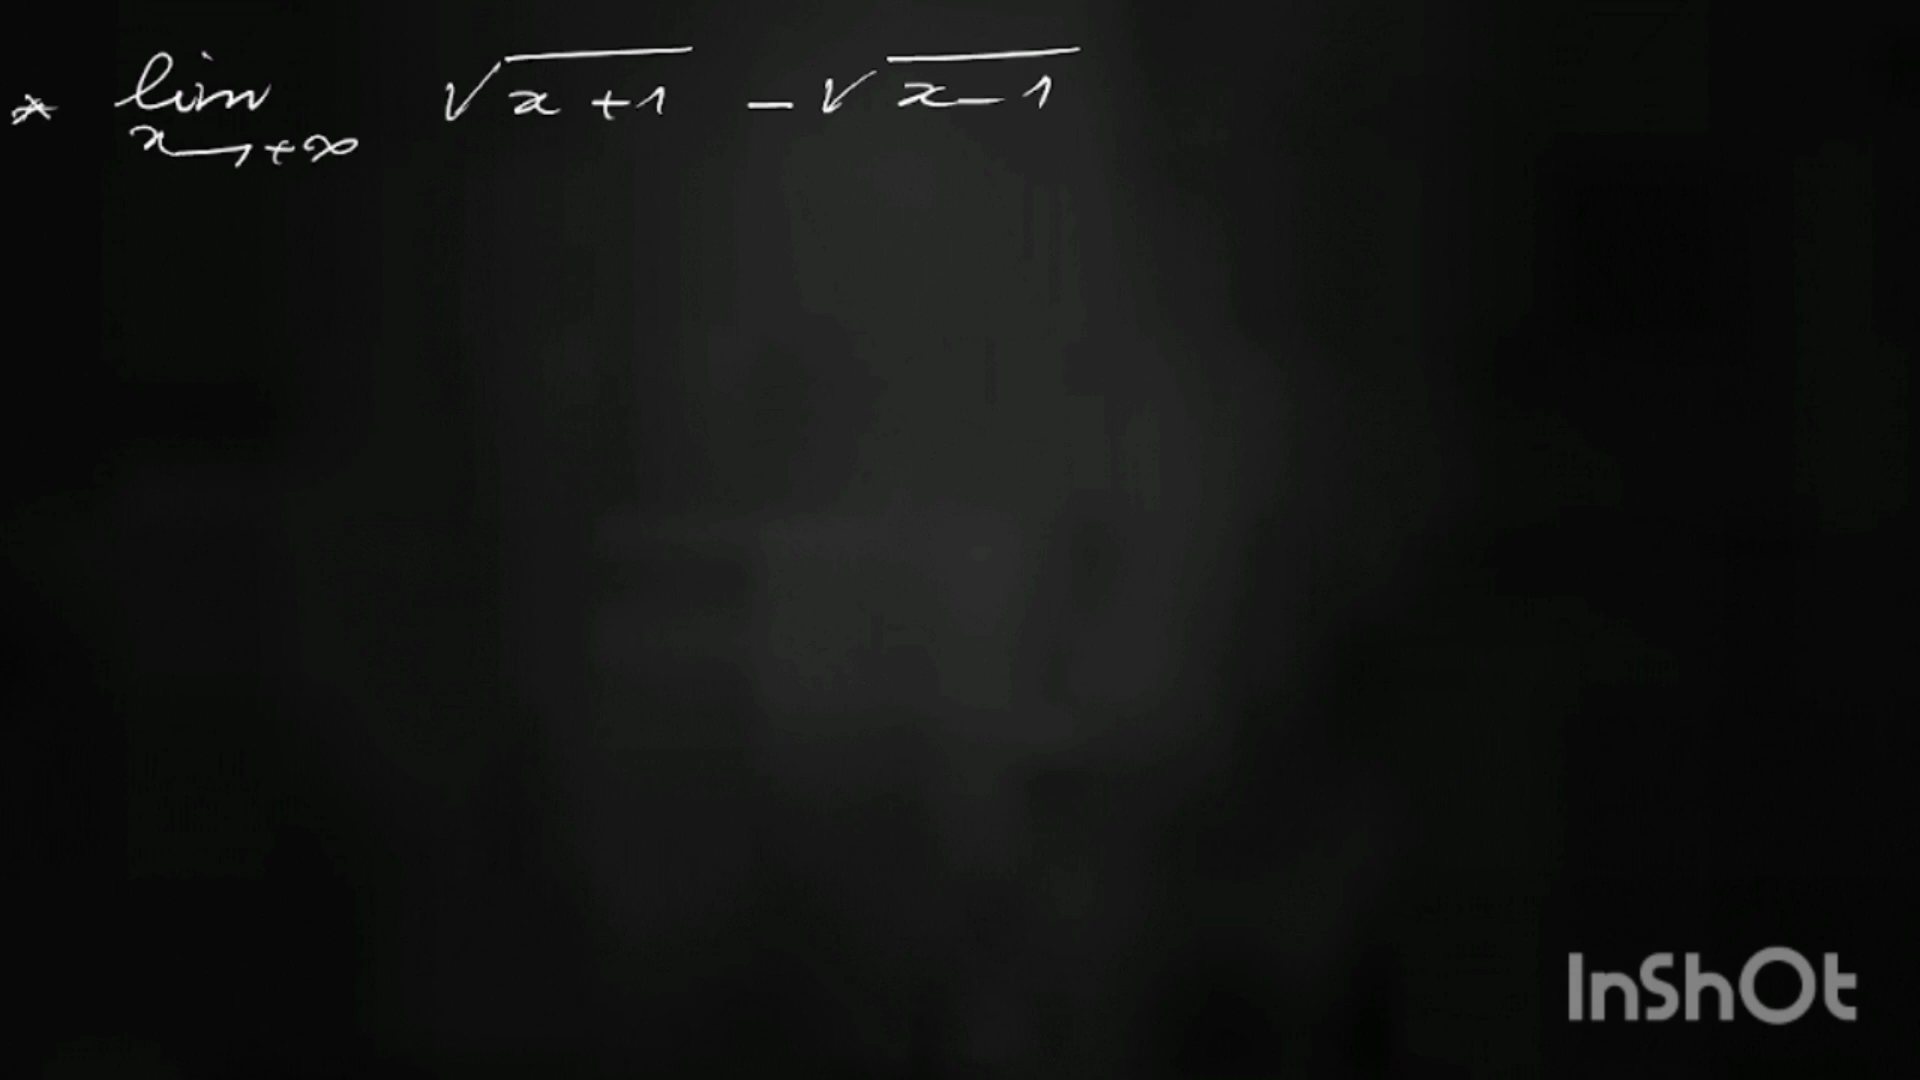 * lim √(x+1) - √(x-1)
x→+∞
InShOt